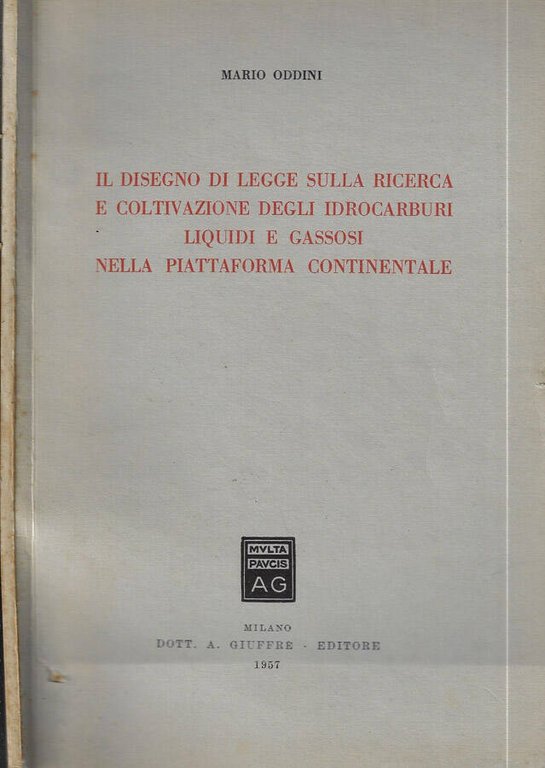 MARIO ODDINI
IL DISEGNO DI LEGGE SULLA RICERCA
E COLTIVAZIONE DEGLI IDROCARBURI
LIQUIDI E GASSOSI
NELLA PIATTAFORMA CONTINENTALE
MVLTA
PAVCIS
AG
MILANO
DOTT. A. GIUFFRÈ - EDITORE
1957